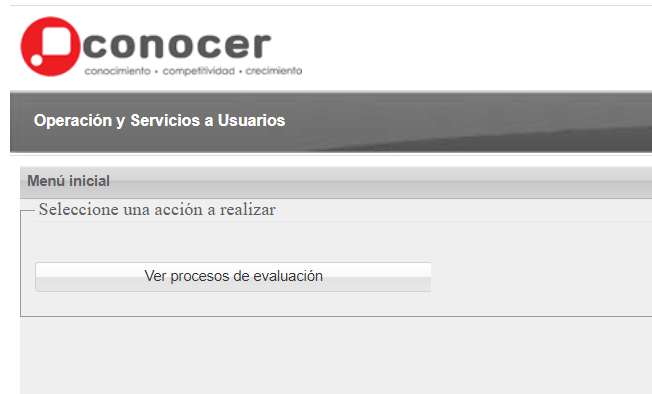 conocer
conocimiento • competitividad • crecimiento
Operación y Servicios a Usuarios
Menú inicial
Seleccione una acción a realizar
Ver procesos de evaluación